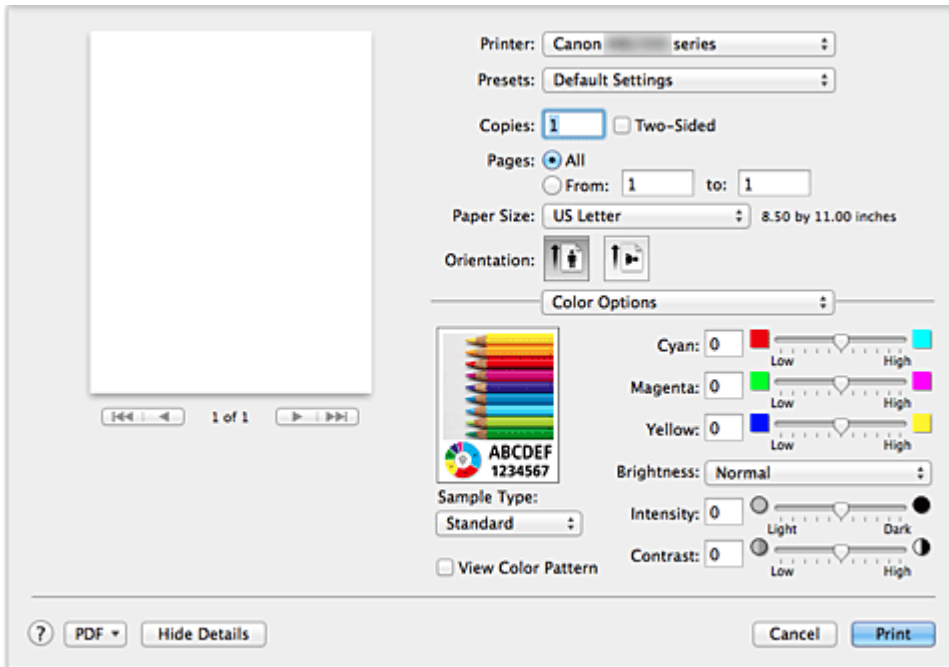 Printer: Canon series
Presets: Default Settings
Copies: 1 Two-Sided
Pages: All
From: 1 to: 1
Paper Size: US Letter 8.50 by 11.00 inches
Orientation:
Color Options
1 of 1
ABCDEF
1234567
Sample Type:
Standard
View Color Pattern
Cyan: 0
Low High
Magenta: 0
Low High
Yellow: 0
Low High
Brightness: Normal
Intensity: 0
Light Dark
Contrast: 0
Low High
? PDF Hide Details Cancel Print